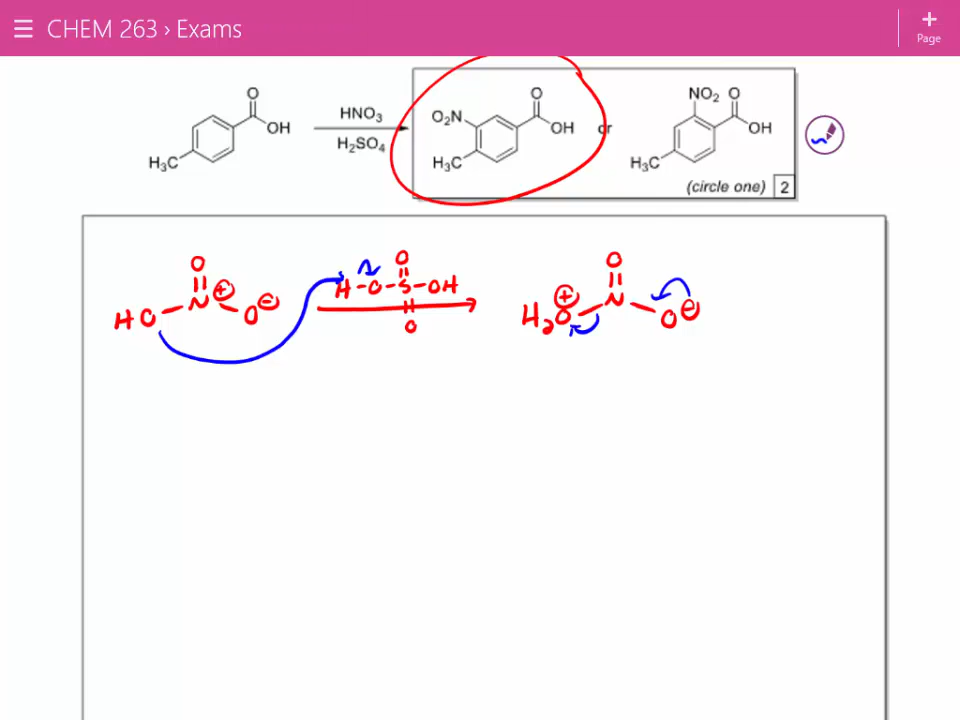 ☰ CHEM 263 › Exams
+
Page
O OH H₃C
HNO₃
H₂SO₄
O₂N O OH H₃C
or
NO₂ O OH H₃C
(circle one) 2
O
HO N ⊕ O ⊖
O
H-O-S-OH
O
O
H₂O ⊕ N O ⊖